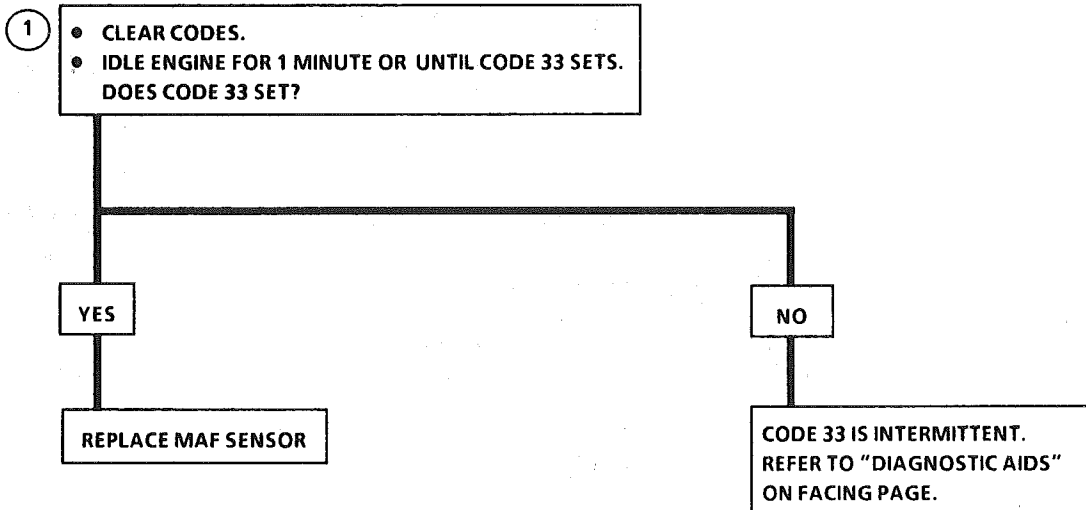 1
• CLEAR CODES.
• IDLE ENGINE FOR 1 MINUTE OR UNTIL CODE 33 SETS.
DOES CODE 33 SET?
YES
NO
REPLACE MAF SENSOR
CODE 33 IS INTERMITTENT.
REFER TO "DIAGNOSTIC AIDS"
ON FACING PAGE.